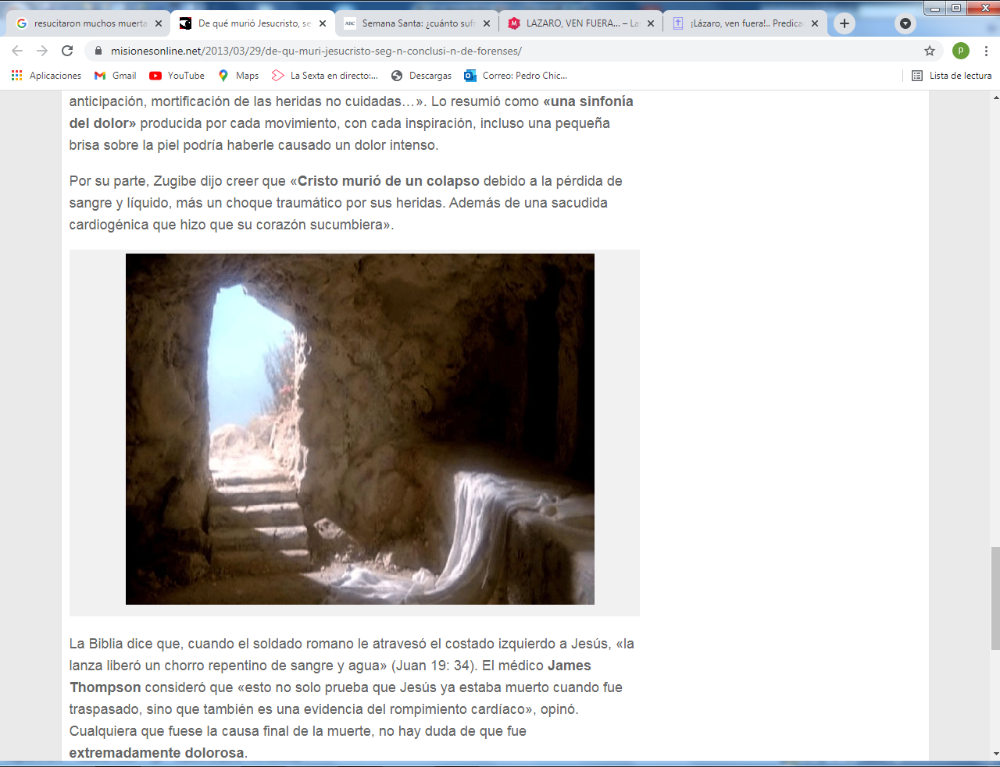 resucitaron muchos muerta
De qué murió Jesucristo, se
ABC
Semana Santa: ¿cuánto sufr
LAZARO, VEN FUERA... – La
¡Lázaro, ven fuera!.. Predica
misionesonline.net/2013/03/29/de-qu-muri-jesucristo-seg-n-conclusi-n-de-forenses/
p
Aplicaciones
Gmail
YouTube
Maps
La Sexta en directo:...
Descargas
Correo: Pedro Chic...
Lista de lectura
anticipación, mortificación de las heridas no cuidadas…». Lo resumió como «una sinfonía
del dolor» producida por cada movimiento, con cada inspiración, incluso una pequeña
brisa sobre la piel podría haberle causado un dolor intenso.
Por su parte, Zugibe dijo creer que «Cristo murió de un colapso debido a la pérdida de
sangre y líquido, más un choque traumático por sus heridas. Además de una sacudida
cardiogénica que hizo que su corazón sucumbiera».
La Biblia dice que, cuando el soldado romano le atravesó el costado izquierdo a Jesús, «la
lanza liberó un chorro repentino de sangre y agua» (Juan 19: 34). El médico James
Thompson consideró que «esto no solo prueba que Jesús ya estaba muerto cuando fue
traspasado, sino que también es una evidencia del rompimiento cardíaco», opinó.
Cualquiera que fuese la causa final de la muerte, no hay duda de que fue
extremadamente dolorosa.